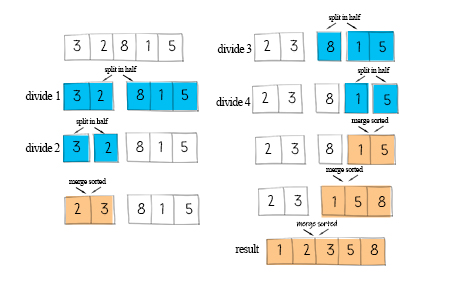 3 2 8 1 5
split in half
divide 1 3 2 8 1 5
split in half
divide 2 3 2 8 1 5
merge sorted
2 3 8 1 5
split in half
divide 3 2 3 8 1 5
split in half
divide 4 2 3 8 1 5
merge sorted
2 3 8 1 5
merge sorted
2 3 1 5 8
merge sorted
result 1 2 3 5 8